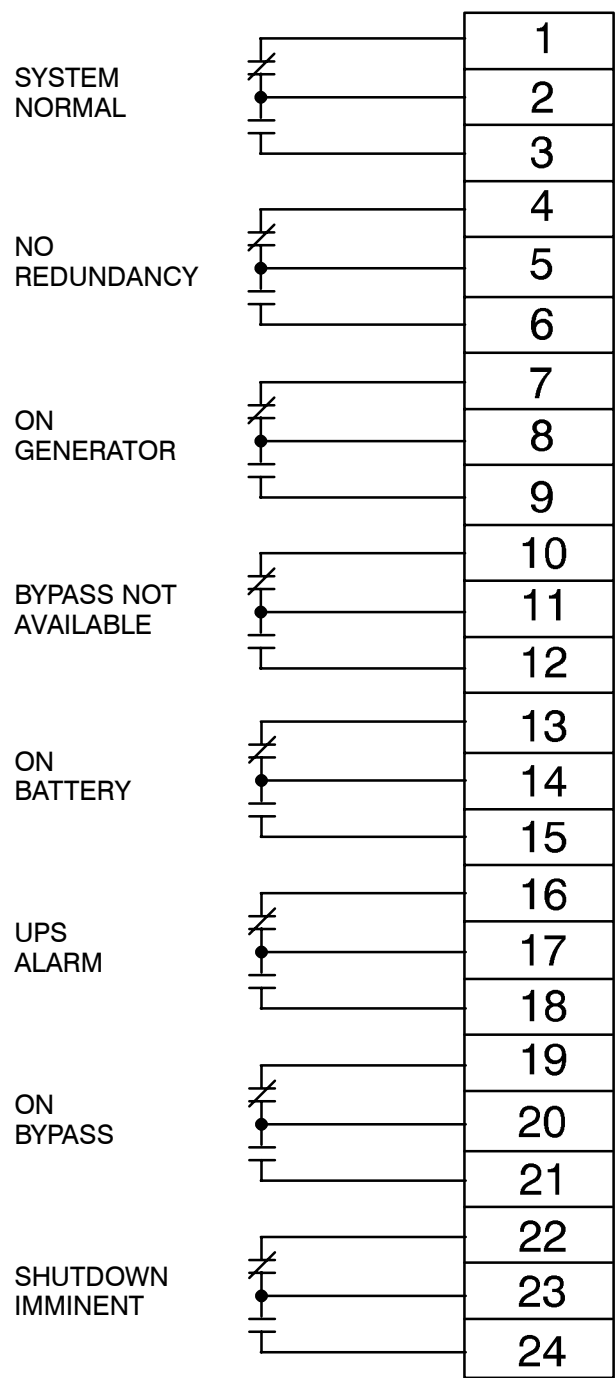 1
SYSTEM
NORMAL
2
3
4
NO
REDUNDANCY
5
6
7
ON
GENERATOR
8
9
10
BYPASS NOT
AVAILABLE
11
12
13
ON
BATTERY
14
15
16
UPS
ALARM
17
18
19
ON
BYPASS
20
21
22
SHUTDOWN
IMMINENT
23
24